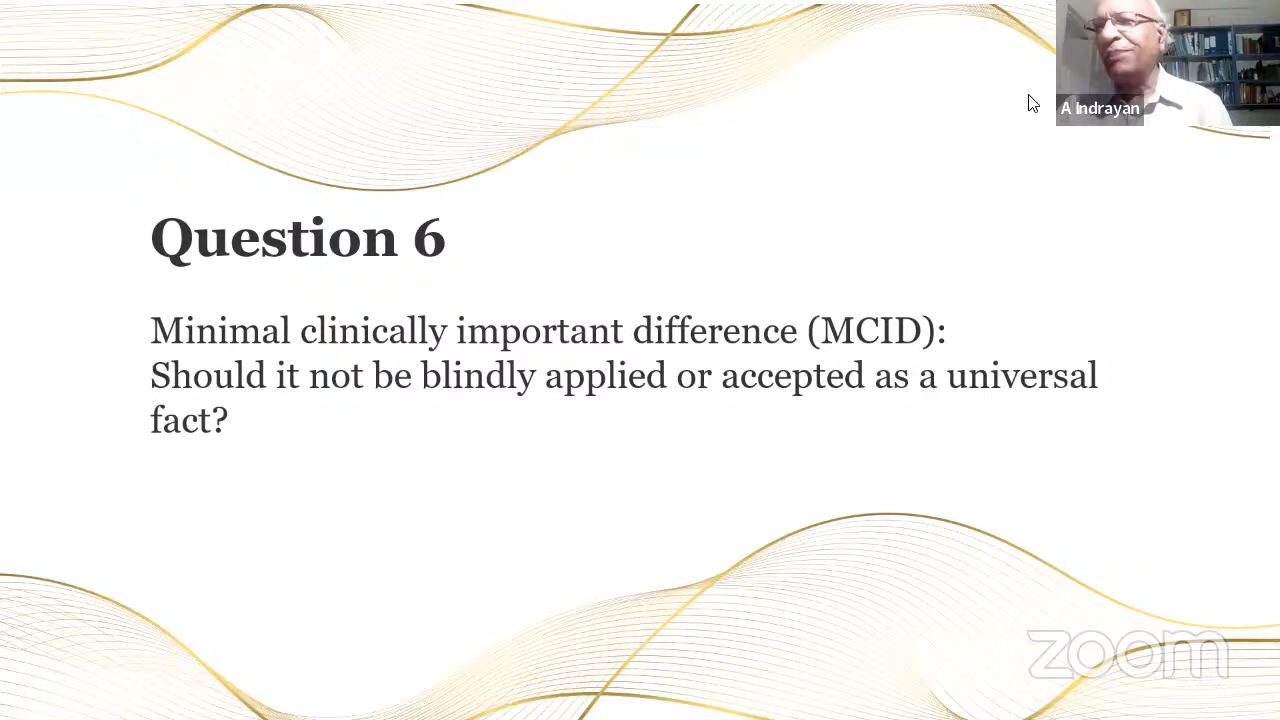 A Indrayan
Question 6
Minimal clinically important difference (MCID):
Should it not be blindly applied or accepted as a universal
fact?
zoom